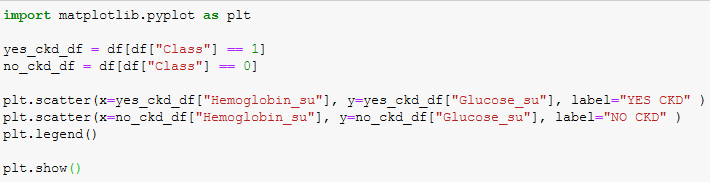 import matplotlib.pyplot as plt
yes_ckd_df = df[df["Class"] == 1]
no_ckd_df = df[df["Class"] == 0]
plt.scatter(x=yes_ckd_df["Hemoglobin_su"], y=yes_ckd_df["Glucose_su"], label="YES CKD" )
plt.scatter(x=no_ckd_df["Hemoglobin_su"], y=no_ckd_df["Glucose_su"], label="NO CKD" )
plt.legend()
plt.show()